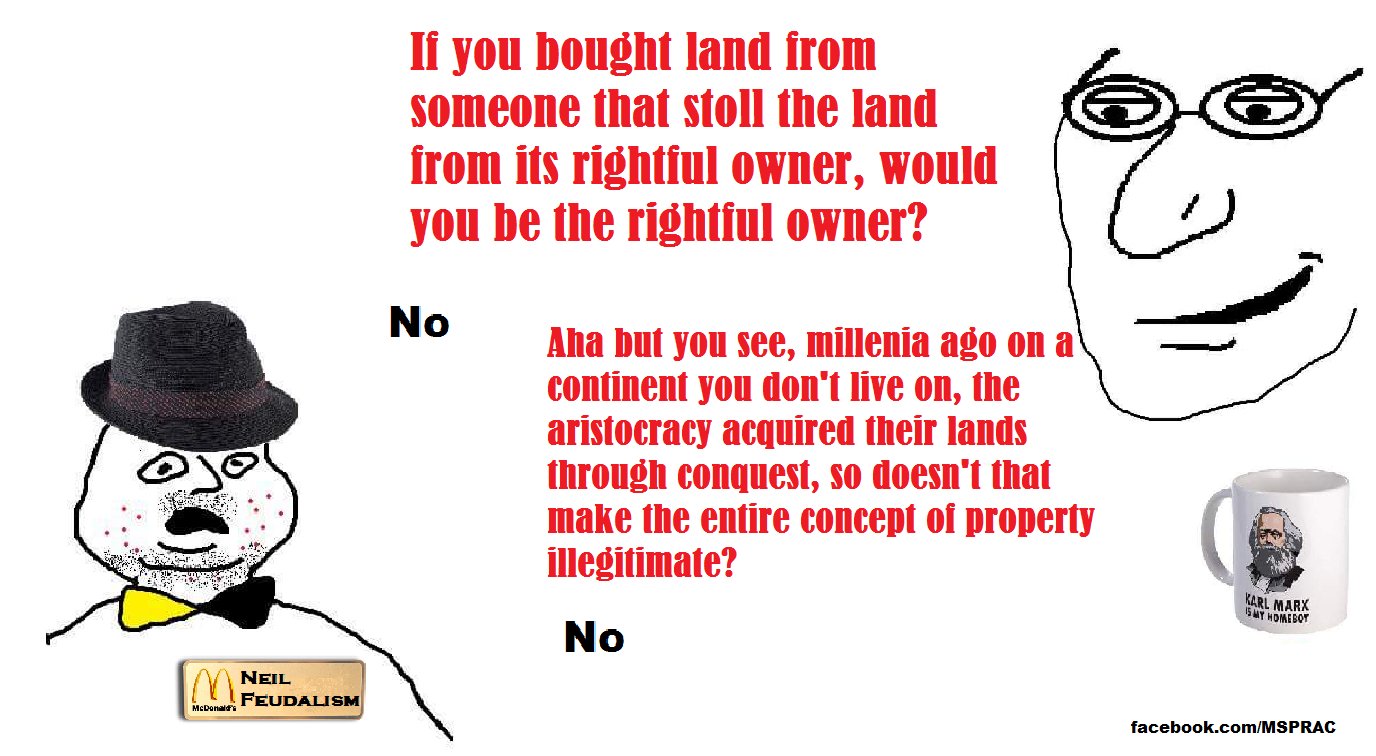 If you bought land from
someone that stoll the land
from its rightful owner, would
you be the rightful owner?
No
Aha but you see, millenia ago on a
continent you don't live on, the
aristocracy acquired their lands
through conquest, so doesn't that
make the entire concept of property
illegitimate?
No
KARL MARX
IS MY HOMEBOY
McDonald's
NEIL
FEUDALISM
facebook.com/MSPRAC